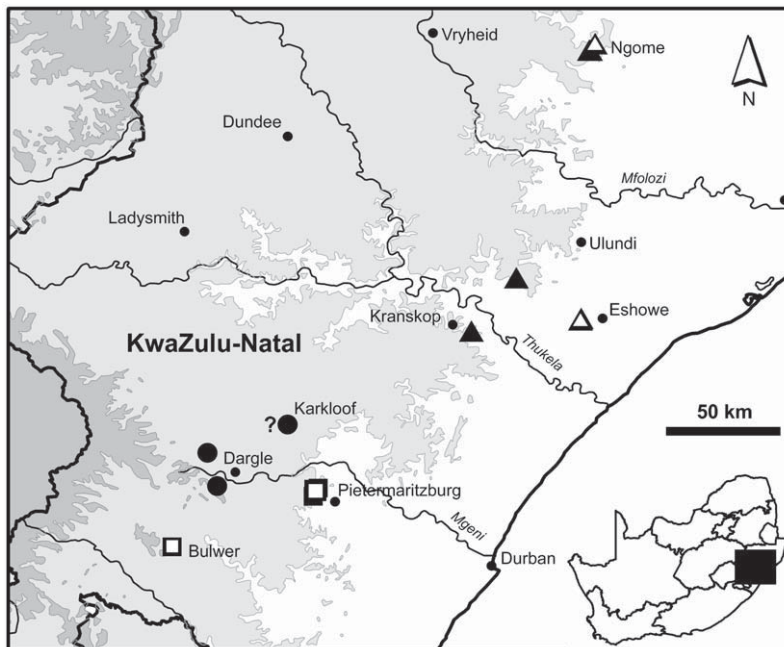 Vryheid
Ngome
N
Dundee
Mfolozi
Ladysmith
Ulundi
Kranskop
Eshowe
KwaZulu-Natal
Thukela
50 km
Karkloof
?
Dargle
Pietermaritzburg
Mgeni
Bulwer
Durban